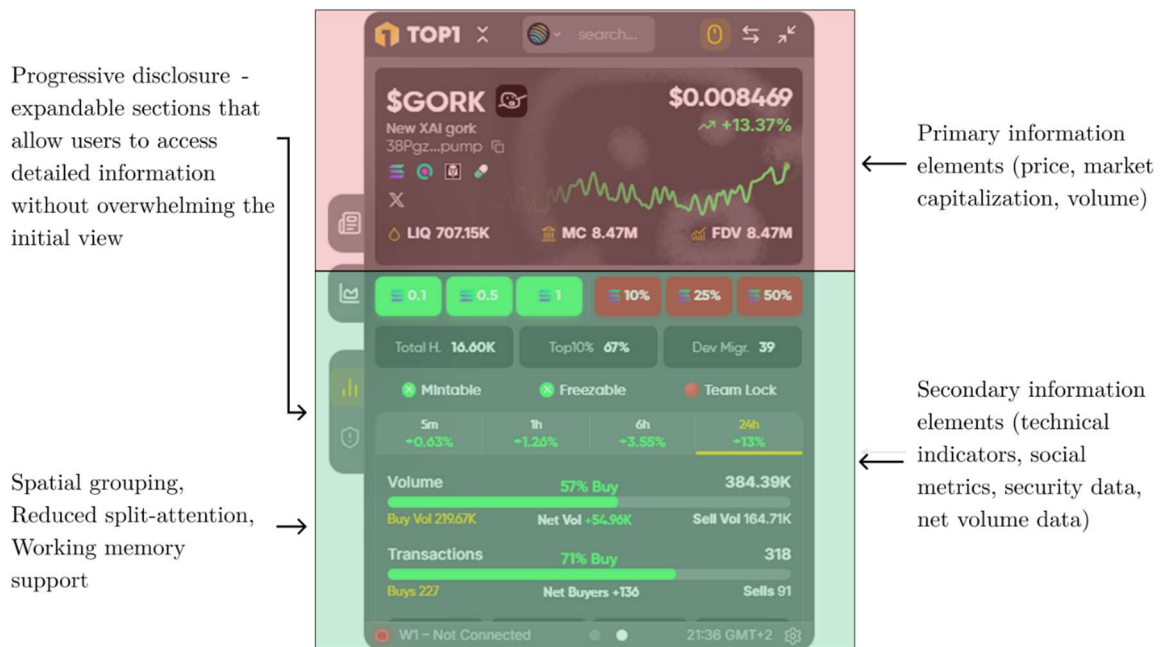 Progressive disclosure -
expandable sections that
allow users to access
detailed information
without overwhelming the
initial view
Spatial grouping,
Reduced split-attention,
Working memory
support
TOP1
search...
$GORK
$0.008469
New XAI gork
+13.37%
38Pgz...pump
LIQ 707.15K
MC 8.47M
FDV 8.47M
0.1
0.5
1
10%
25%
50%
Total H. 16.60K
Top10% 67%
Dev Migr. 39
Mintable
Freezable
Team Lock
5m
1h
6h
24h
+0.63%
+1.26%
+3.55%
+13%
Volume
57% Buy
384.39K
Buy Vol 219.67K
Net Vol +54.96K
Sell Vol 164.71K
Transactions
71% Buy
318
Buys 227
Net Buyers +136
Sells 91
W1 – Not Connected
21:36 GMT+2
Primary information
elements (price, market
capitalization, volume)
Secondary information
elements (technical
indicators, social
metrics, security data,
net volume data)